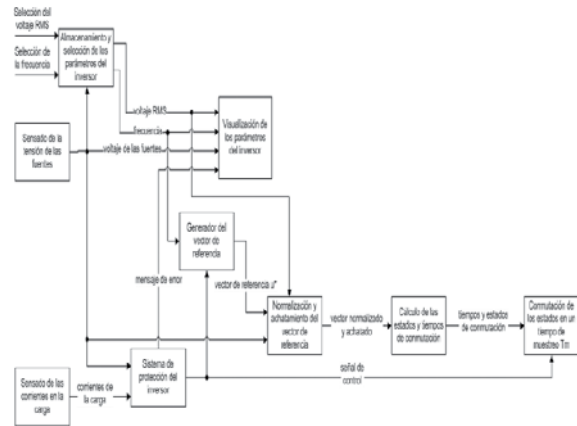 Selección del
voltaje RMS
Selección de
la frecuencia
Almacenamiento y
selección de los
parámetros del
inversor
voltaje RMS
frecuencia
Visualización de
los parámetros
del inversor
Sensado de la
tensión de las
fuentes
voltaje de las fuentes
Generador del
vector de
referencia
mensaje de error
vector de referencia u*
Normalización y
achatamiento del
vector de
referencia
vector normalizado
y achatado
Cálculo de los
estados y tiempos
de conmutación
tiempos y estados
de conmutación
Conmutación de
los estados en un
tiempo de
muestreo Tm
Sistema de
protección del
inversor
señal de
control
Sensado de las
corrientes en la
carga
corrientes de
la carga